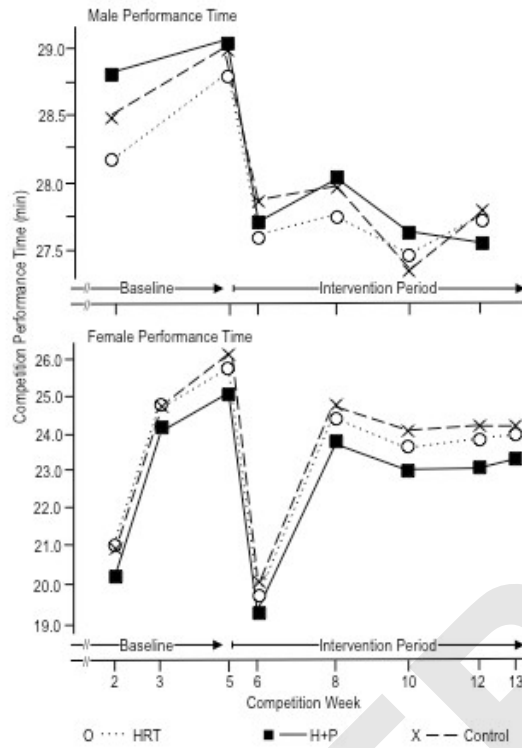 Male Performance Time
29.0
28.5
28.0
27.5
Baseline
Intervention Period
Competition Performance Time (min)
Female Performance Time
26.0
25.0
24.0
23.0
22.0
21.0
20.0
19.0
Baseline
Intervention Period
2 3 5 6 8 10 12 13
Competition Week
O ····· HRT ■—— H+P X — — Control